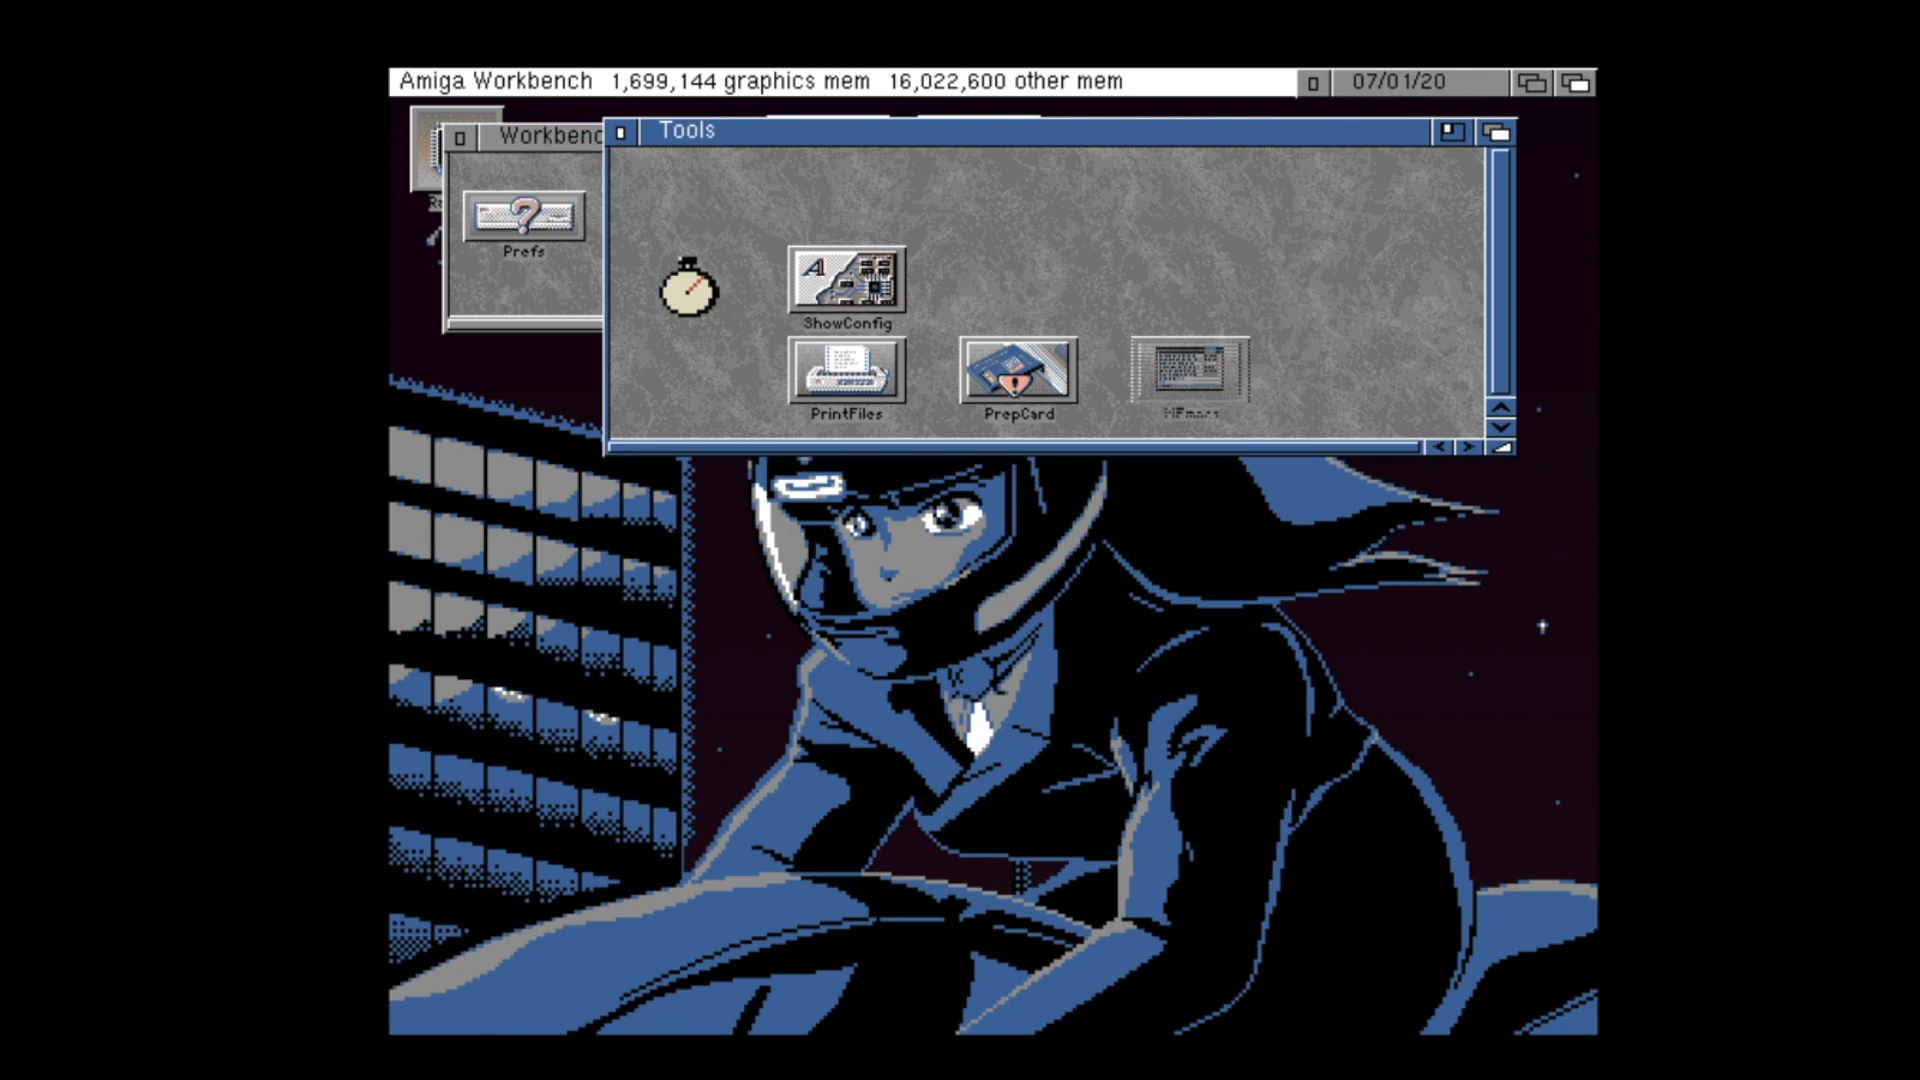 Amiga Workbench 1,699,144 graphics mem 16,022,600 other mem
07/01/20
Workbenc
Tools
Prefs
ShowConfig
PrintFiles
PrepCard